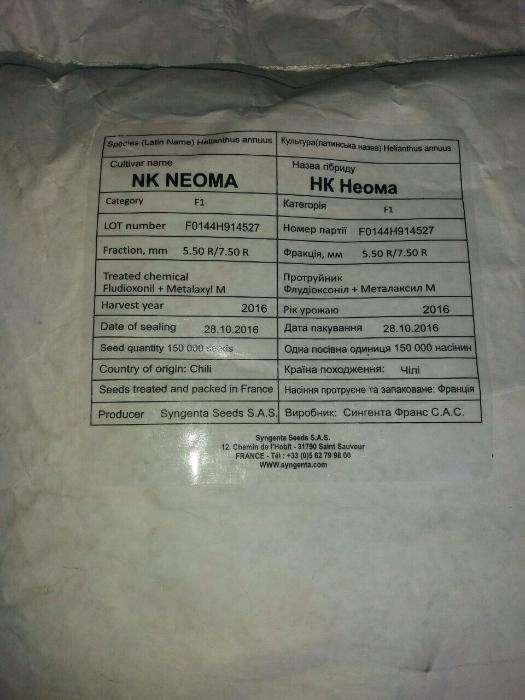 Species (Latin Name) Helianthus annuus
Культура(латинська назва) Helianthus annuus
Cultivar name
NK NEOMA
Назва гібриду
НК Неома
Category F1
Категорія F1
LOT number F0144H914527
Номер партії F0144H914527
Fraction, mm 5.50 R/7.50 R
Фракція, мм 5.50 R/7.50 R
Treated chemical
Fludioxonil + Metalaxyl M
Протруйник
Флудіоксоніл + Металаксил М
Harvest year 2016
Рік урожаю 2016
Date of sealing 28.10.2016
Дата пакування 28.10.2016
Seed quantity 150 000 seeds
Одна посівна одиниця 150 000 насінин
Country of origin: Chili
Країна походження: Чілі
Seeds treated and packed in France
Насіння протруєне та запаковане: Франція
Producer Syngenta Seeds S.A.S.
Виробник: Сингента Франс С.А.С.
Syngenta Seeds S.A.S.
12, Chemin de l'Hobit - 31790 Saint Sauveur
FRANCE - Tél : +33 (0)5 62 79 98 00
WWW.syngenta.com